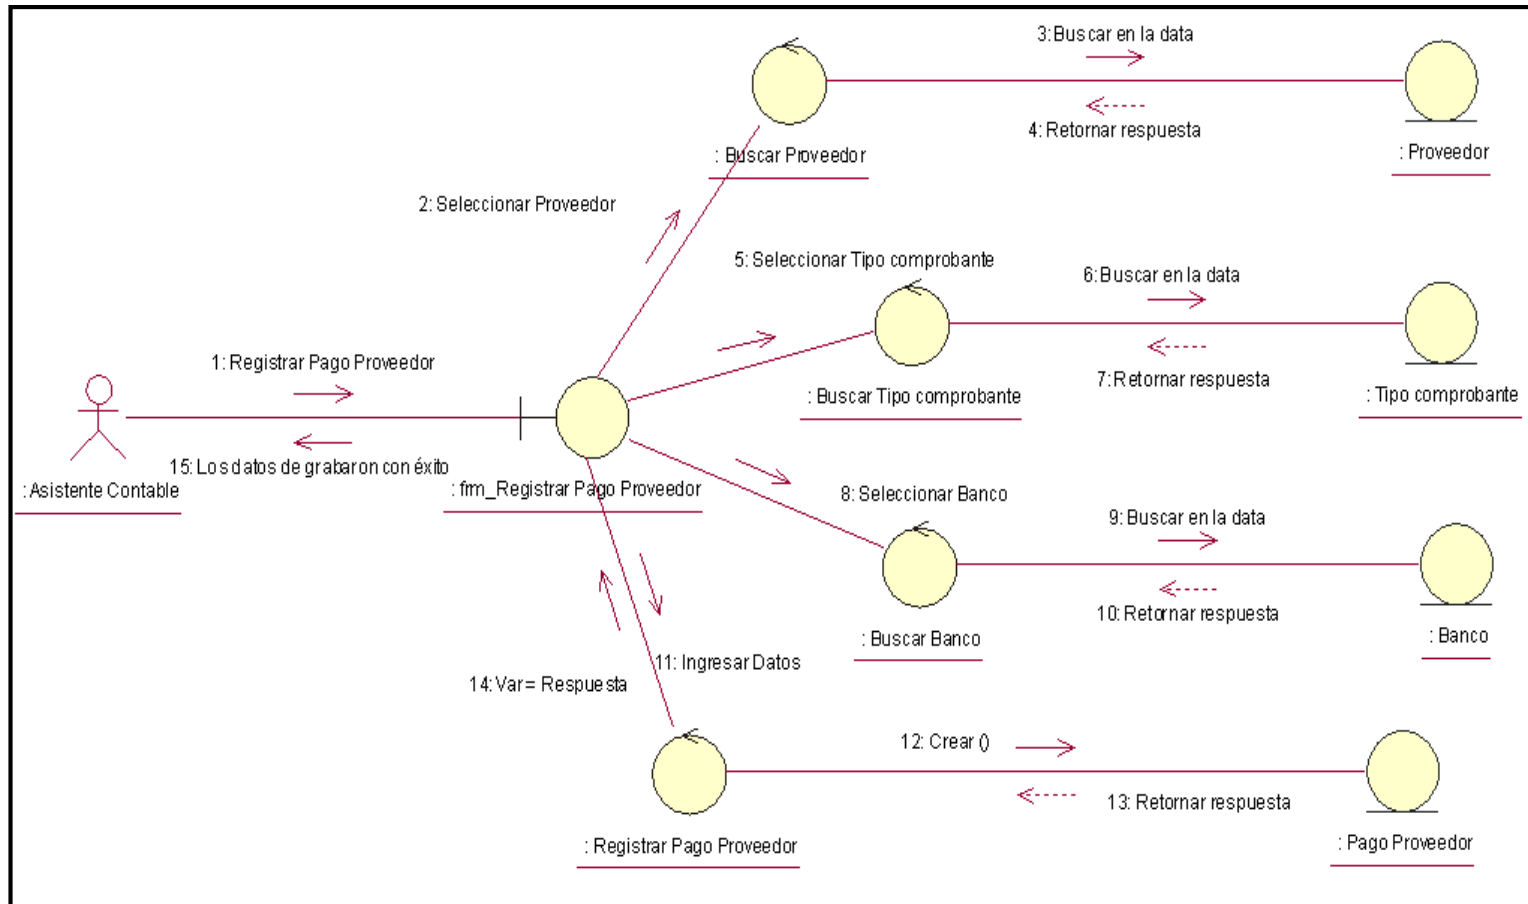 3:Buscar en la data
4:Retornar respuesta
: Buscar Proveedor
: Proveedor
2: Seleccionar Proveedor
5: Seleccionar Tipo comprobante
6:Buscar en la data
7:Retornar respuesta
: Buscar Tipo comprobante
: Tipo comprobante
1: Registrar Pago Proveedor
15:Los datos de grabaron con éxito
: Asistente Contable
: frm_Registrar Pago Proveedor
8: Seleccionar Banco
9:Buscar en la data
10:Retornar respuesta
: Buscar Banco
: Banco
11: Ingresar Datos
14:Var= Respuesta
12: Crear ()
13: Retornar respuesta
: Registrar Pago Proveedor
: Pago Proveedor